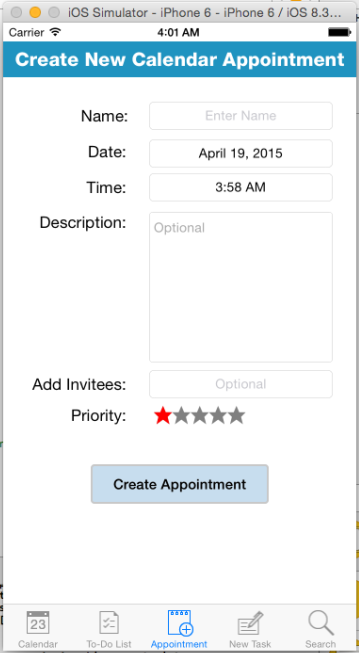 iOS Simulator - iPhone 6 - iPhone 6 / iOS 8.3...
Carrier 4:01 AM
Create New Calendar Appointment
Name: Enter Name
Date: April 19, 2015
Time: 3:58 AM
Description: Optional
Add Invitees: Optional
Priority:
Create Appointment
23
Calendar To-Do List Appointment New Task Search